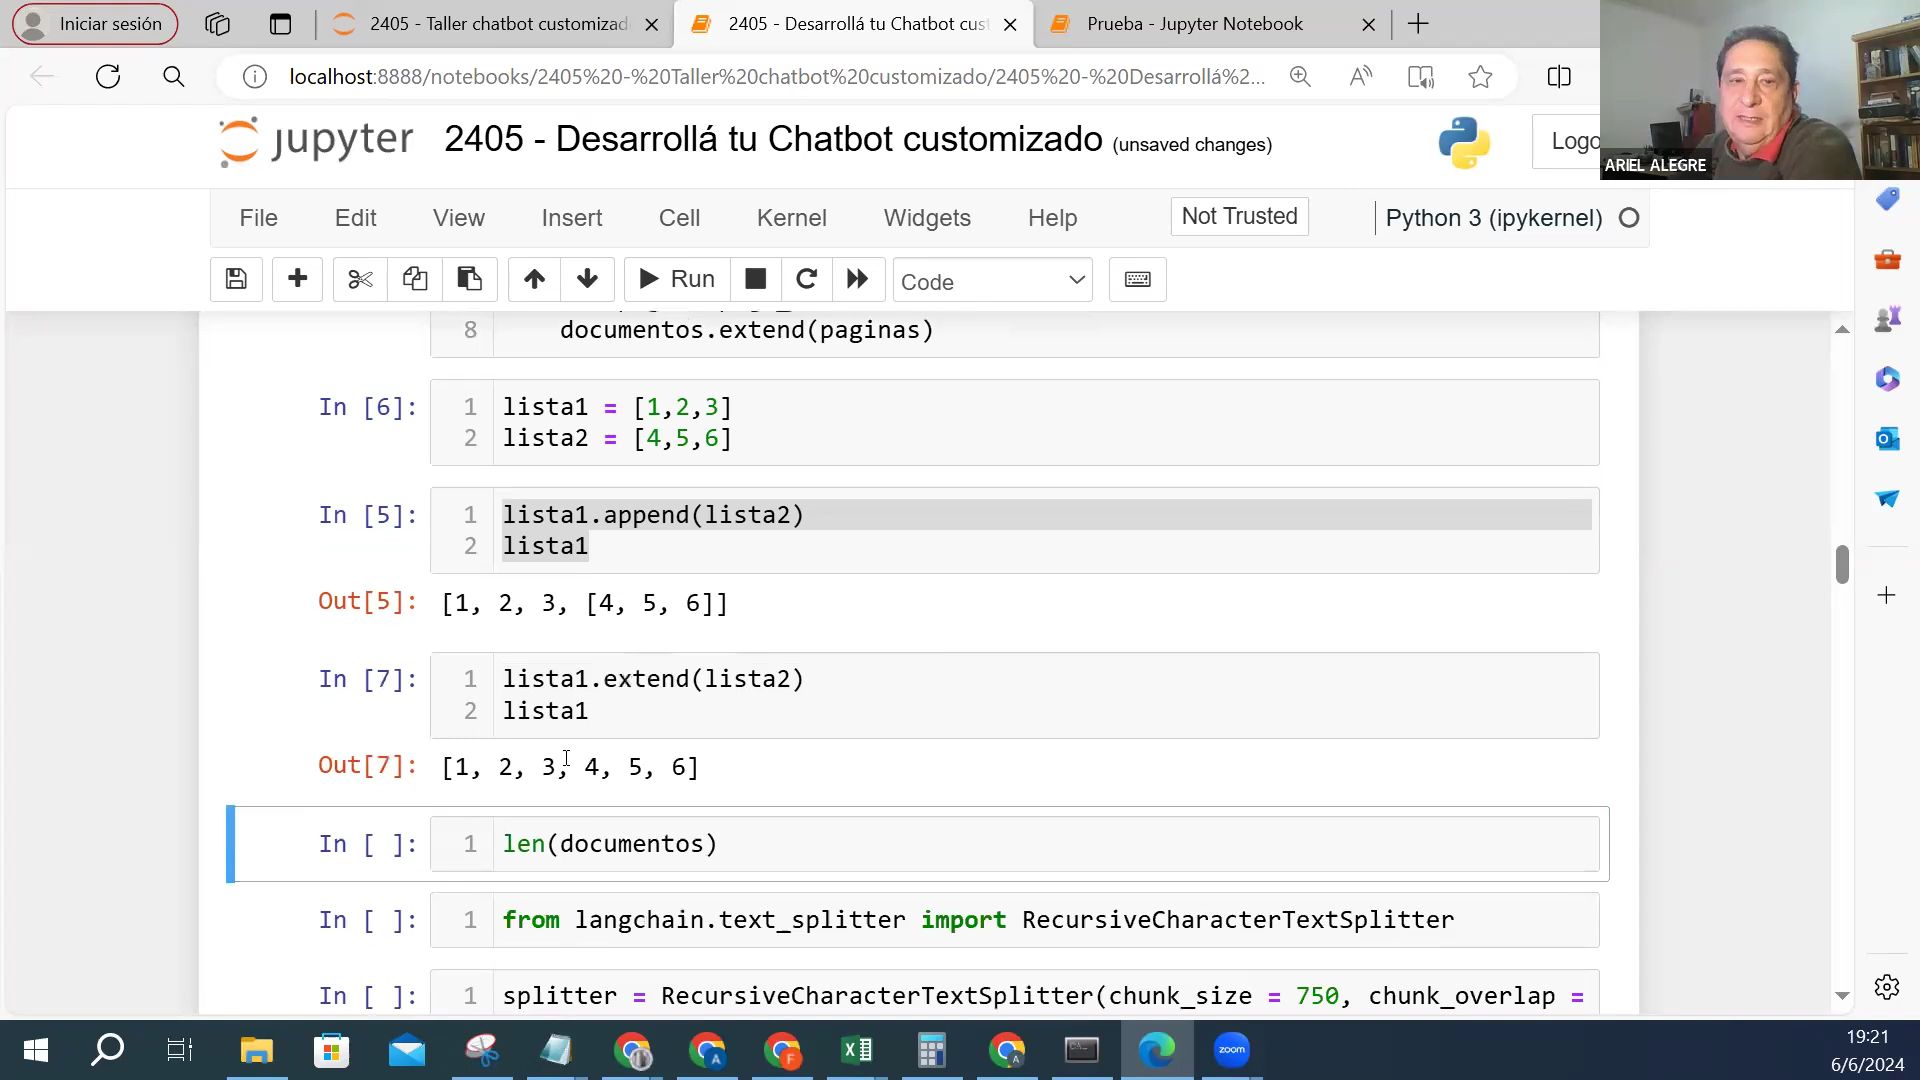 Iniciar sesión
2405 - Taller chatbot customizad
2405 - Desarrollá tu Chatbot cus
Prueba - Jupyter Notebook
localhost:8888/notebooks/2405%20-%20Taller%20chatbot%20customizado/2405%20-%20Desarrollá%2...
jupyter
2405 - Desarrollá tu Chatbot customizado (unsaved changes)
Logo
ARIEL ALEGRE
File Edit View Insert Cell Kernel Widgets Help
Not Trusted
Python 3 (ipykernel)
Run
Code
8 documentos.extend(paginas)
In [6]: 1 lista1 = [1,2,3]
2 lista2 = [4,5,6]
In [5]: 1 lista1.append(lista2)
2 lista1
Out[5]: [1, 2, 3, [4, 5, 6]]
In [7]: 1 lista1.extend(lista2)
2 lista1
Out[7]: [1, 2, 3, 4, 5, 6]
In [ ]: 1 len(documentos)
In [ ]: 1 from langchain.text_splitter import RecursiveCharacterTextSplitter
In [ ]: 1 splitter = RecursiveCharacterTextSplitter(chunk_size = 750, chunk_overlap =
zoom
19:21
6/6/2024